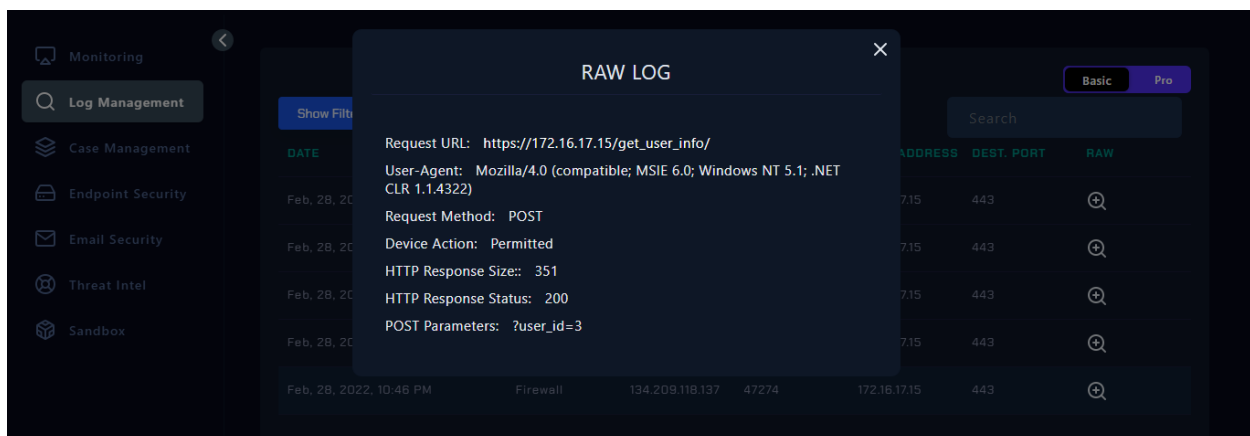 Monitoring
Log Management
Case Management
Endpoint Security
Email Security
Threat Intel
Sandbox
RAW LOG
Request URL: https://172.16.17.15/get_user_info/
User-Agent: Mozilla/4.0 (compatible; MSIE 6.0; Windows NT 5.1; .NET
CLR 1.1.4322)
Request Method: POST
Device Action: Permitted
HTTP Response Size:: 351
HTTP Response Status: 200
POST Parameters: ?user_id=3
Basic Pro
Show Filt
Search
DATE ADDRESS DEST. PORT RAW
Feb, 28, 20 7.15 443
Feb, 28, 20 7.15 443
Feb, 28, 20 7.15 443
Feb, 28, 20 7.15 443
Feb, 28, 2022, 10:46 PM Firewall 134.209.118.137 47274 172.16.17.15 443